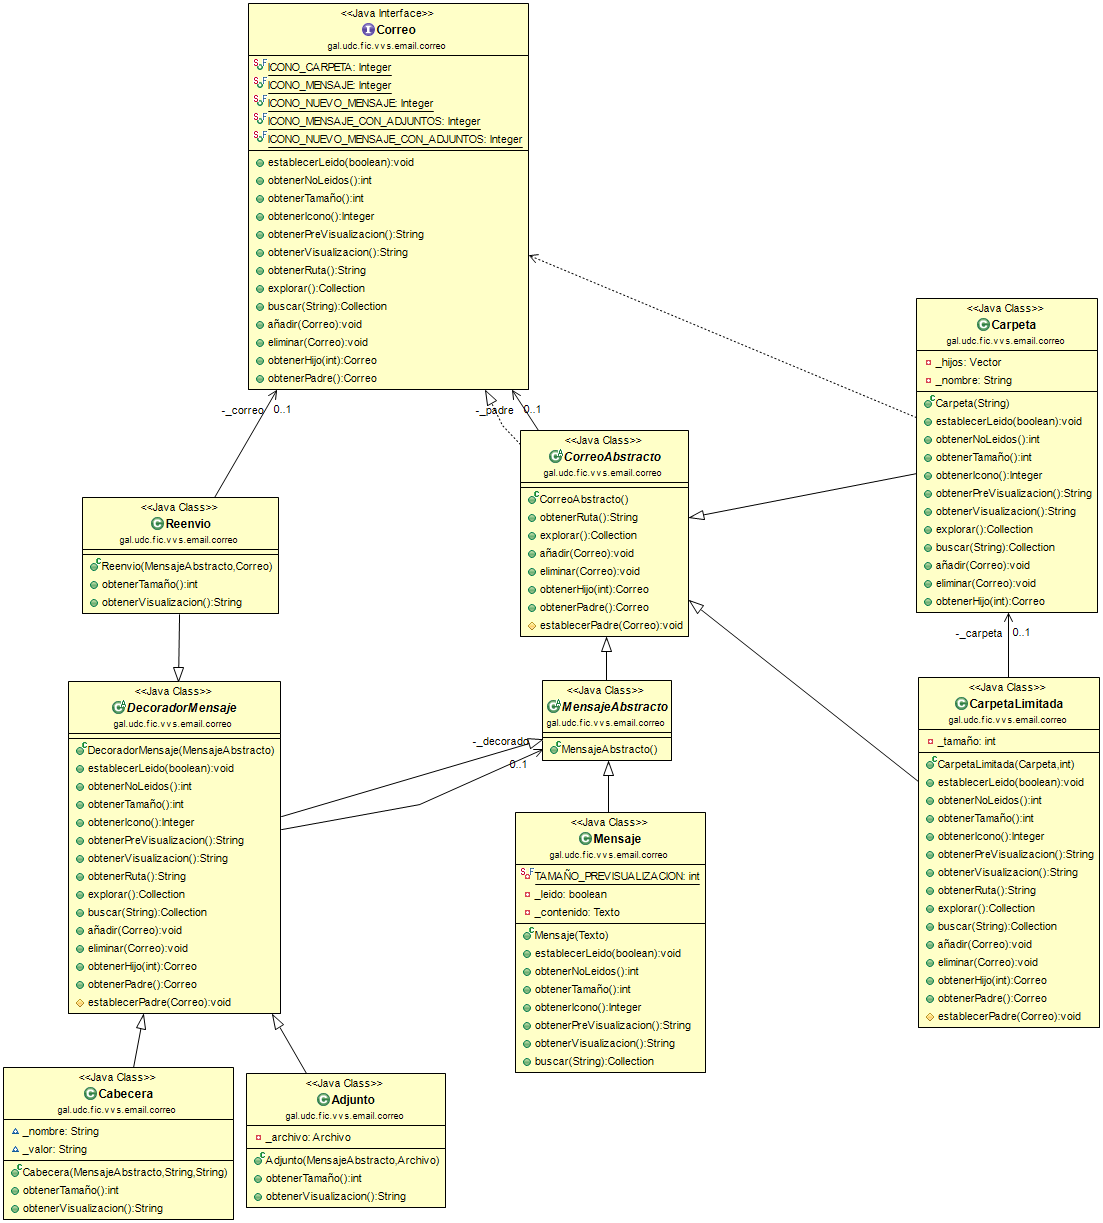 <<Java Interface>>
Correo
gal.udc.fic.vvs.email.correo
ICONO_CARPETA: Integer
ICONO_MENSAJE: Integer
ICONO_NUEVO_MENSAJE: Integer
ICONO_MENSAJE_CON_ADJUNTOS: Integer
ICONO_NUEVO_MENSAJE_CON_ADJUNTOS: Integer
establecerLeido(boolean):void
obtenerNoLeidos():int
obtenerTamaño():int
obtenerIcono():Integer
obtenerPreVisualizacion():String
obtenerVisualizacion():String
obtenerRuta():String
explorar():Collection
buscar(String):Collection
añadir(Correo):void
eliminar(Correo):void
obtenerHijo(int):Correo
obtenerPadre():Correo
-_correo 0..1
-_padre 0..1
<<Java Class>>
Carpeta
gal.udc.fic.vvs.email.correo
_hijos: Vector
_nombre: String
Carpeta(String)
establecerLeido(boolean):void
obtenerNoLeidos():int
obtenerTamaño():int
obtenerIcono():Integer
obtenerPreVisualizacion():String
obtenerVisualizacion():String
explorar():Collection
buscar(String):Collection
añadir(Correo):void
eliminar(Correo):void
obtenerHijo(int):Correo
<<Java Class>>
CorreoAbstracto
gal.udc.fic.vvs.email.correo
CorreoAbstracto()
obtenerRuta():String
explorar():Collection
añadir(Correo):void
eliminar(Correo):void
obtenerHijo(int):Correo
obtenerPadre():Correo
establecerPadre(Correo):void
<<Java Class>>
Reenvio
gal.udc.fic.vvs.email.correo
Reenvio(MensajeAbstracto,Correo)
obtenerTamaño():int
obtenerVisualizacion():String
-_carpeta 0..1
<<Java Class>>
DecoradorMensaje
gal.udc.fic.vvs.email.correo
DecoradorMensaje(MensajeAbstracto)
establecerLeido(boolean):void
obtenerNoLeidos():int
obtenerTamaño():int
obtenerIcono():Integer
obtenerPreVisualizacion():String
obtenerVisualizacion():String
obtenerRuta():String
explorar():Collection
buscar(String):Collection
añadir(Correo):void
eliminar(Correo):void
obtenerHijo(int):Correo
obtenerPadre():Correo
establecerPadre(Correo):void
-_decorado
0..1
<<Java Class>>
MensajeAbstracto
gal.udc.fic.vvs.email.correo
MensajeAbstracto()
<<Java Class>>
CarpetaLimitada
gal.udc.fic.vvs.email.correo
_tamaño: int
CarpetaLimitada(Carpeta,int)
establecerLeido(boolean):void
obtenerNoLeidos():int
obtenerTamaño():int
obtenerIcono():Integer
obtenerPreVisualizacion():String
obtenerVisualizacion():String
obtenerRuta():String
explorar():Collection
buscar(String):Collection
añadir(Correo):void
eliminar(Correo):void
obtenerHijo(int):Correo
obtenerPadre():Correo
establecerPadre(Correo):void
<<Java Class>>
Mensaje
gal.udc.fic.vvs.email.correo
TAMAÑO_PREVISUALIZACION: int
_leido: boolean
_contenido: Texto
Mensaje(Texto)
establecerLeido(boolean):void
obtenerNoLeidos():int
obtenerTamaño():int
obtenerIcono():Integer
obtenerPreVisualizacion():String
obtenerVisualizacion():String
buscar(String):Collection
<<Java Class>>
Cabecera
gal.udc.fic.vvs.email.correo
_nombre: String
_valor: String
Cabecera(MensajeAbstracto,String,String)
obtenerTamaño():int
obtenerVisualizacion():String
<<Java Class>>
Adjunto
gal.udc.fic.vvs.email.correo
_archivo: Archivo
Adjunto(MensajeAbstracto,Archivo)
obtenerTamaño():int
obtenerVisualizacion():String